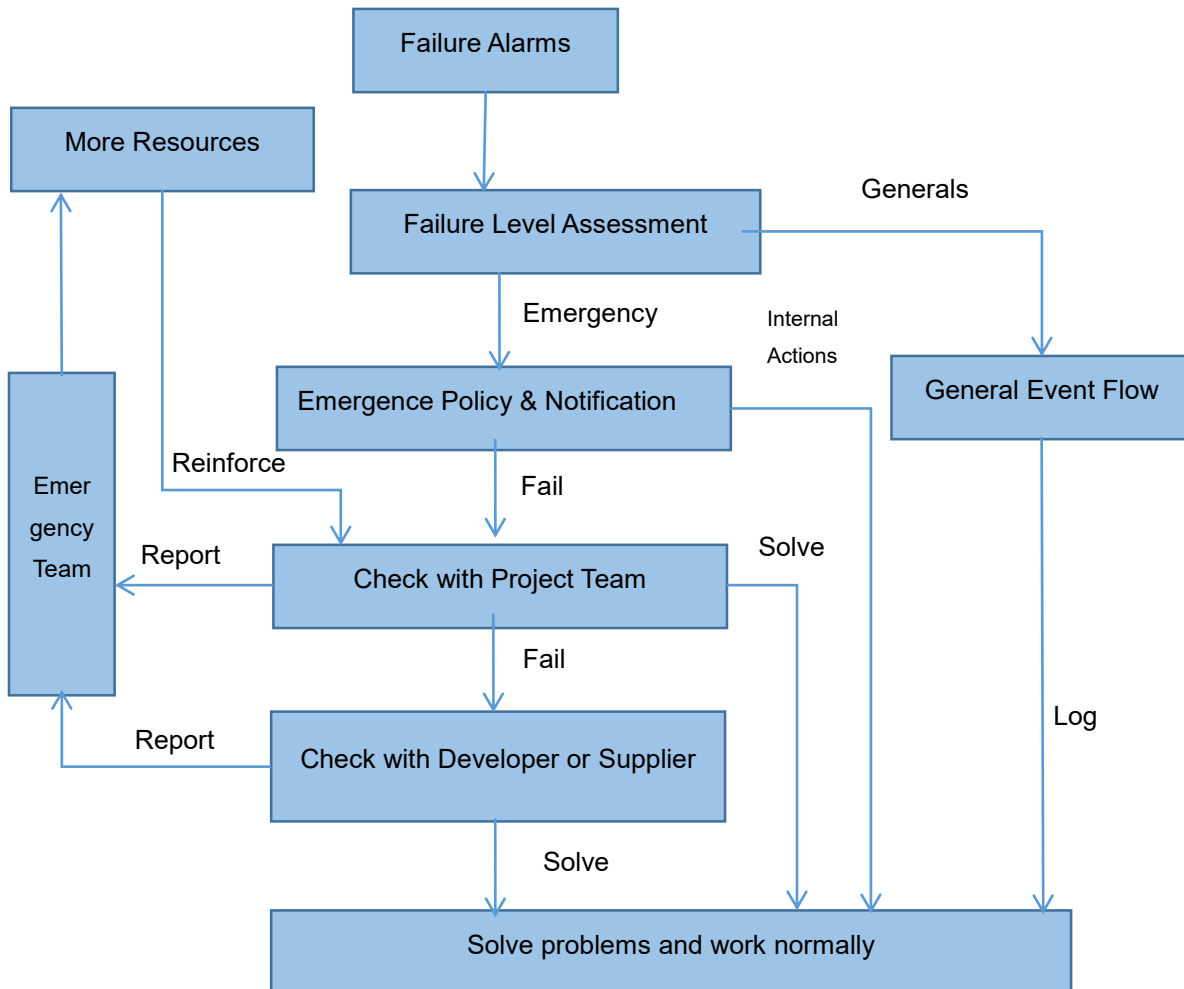 Failure Alarms
More Resources
Generals
Failure Level Assessment
Emergency
Internal
Actions
Emergence Policy & Notification
General Event Flow
Reinforce
Fail
Emer
gency
Team
Report
Solve
Check with Project Team
Fail
Report
Log
Check with Developer or Supplier
Solve
Solve problems and work normally